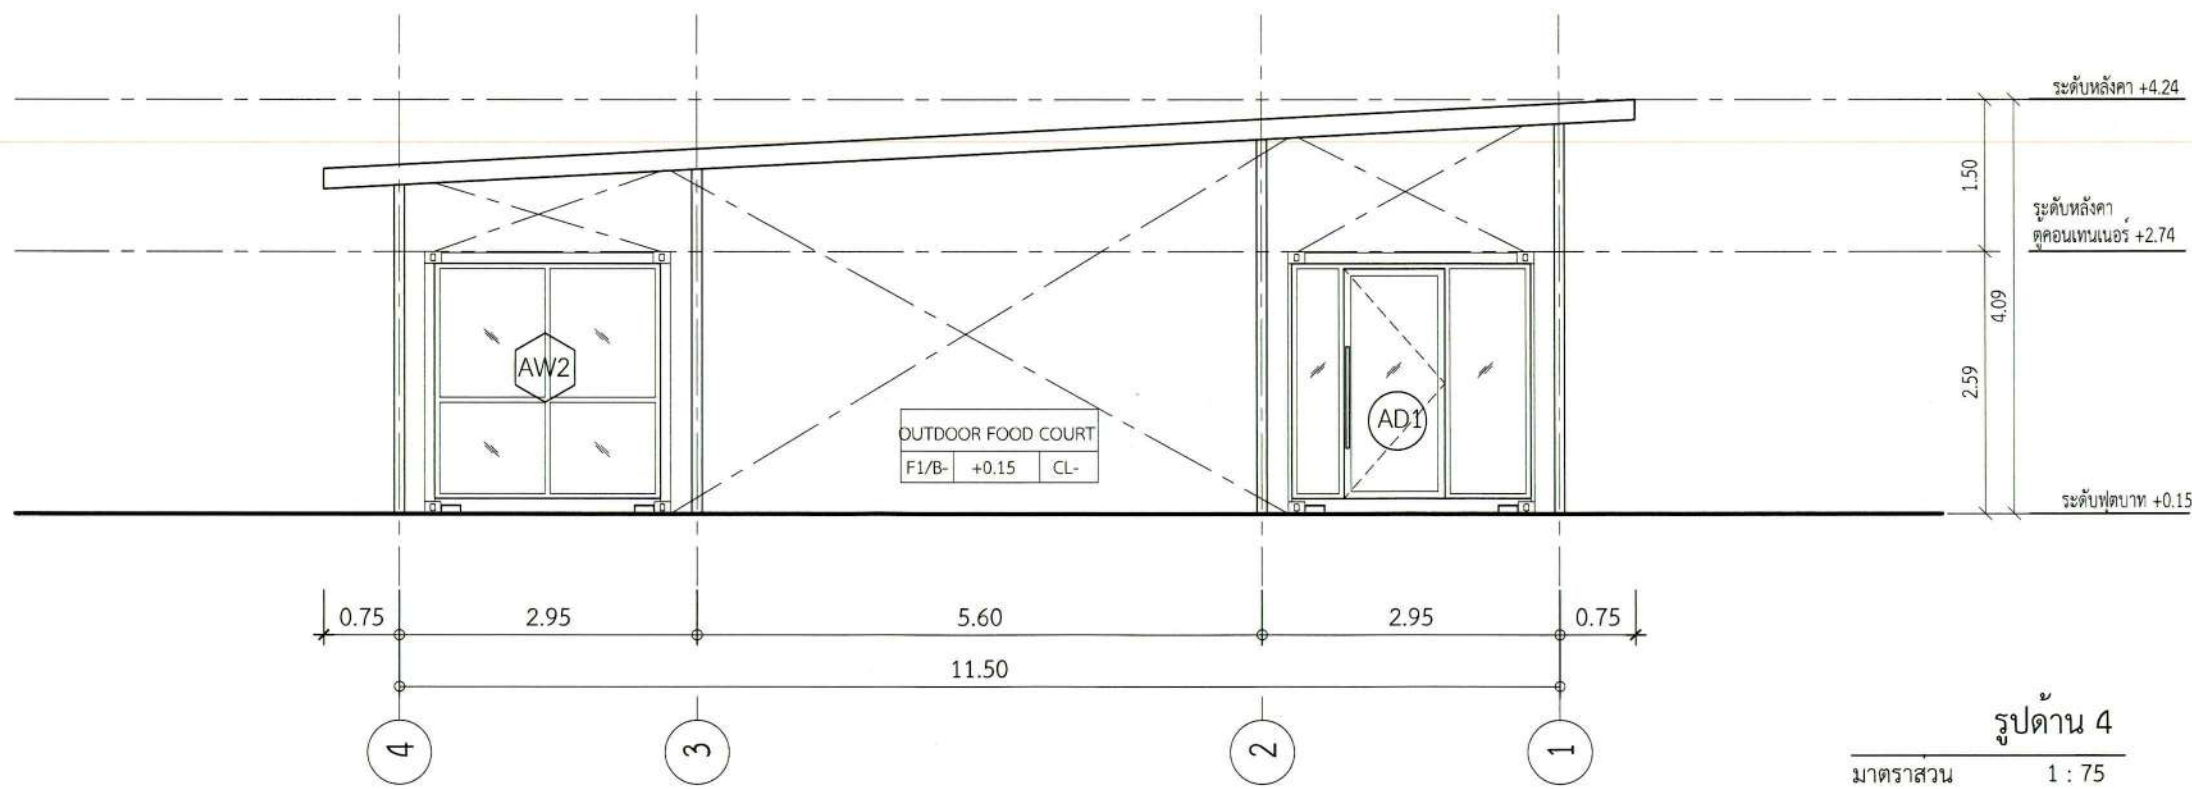 ระดับหลังคา +4.24
1.50
ระดับหลังคา
ตู้คอนเทนเนอร์ +2.74
4.09
2.59
AW2
AD1
OUTDOOR FOOD COURT
F1/B- +0.15 CL-
ระดับฟุตบาท +0.15
0.75 2.95 5.60 2.95 0.75
11.50
4 3 2 1
รูปด้าน 4
มาตราส่วน 1 : 75